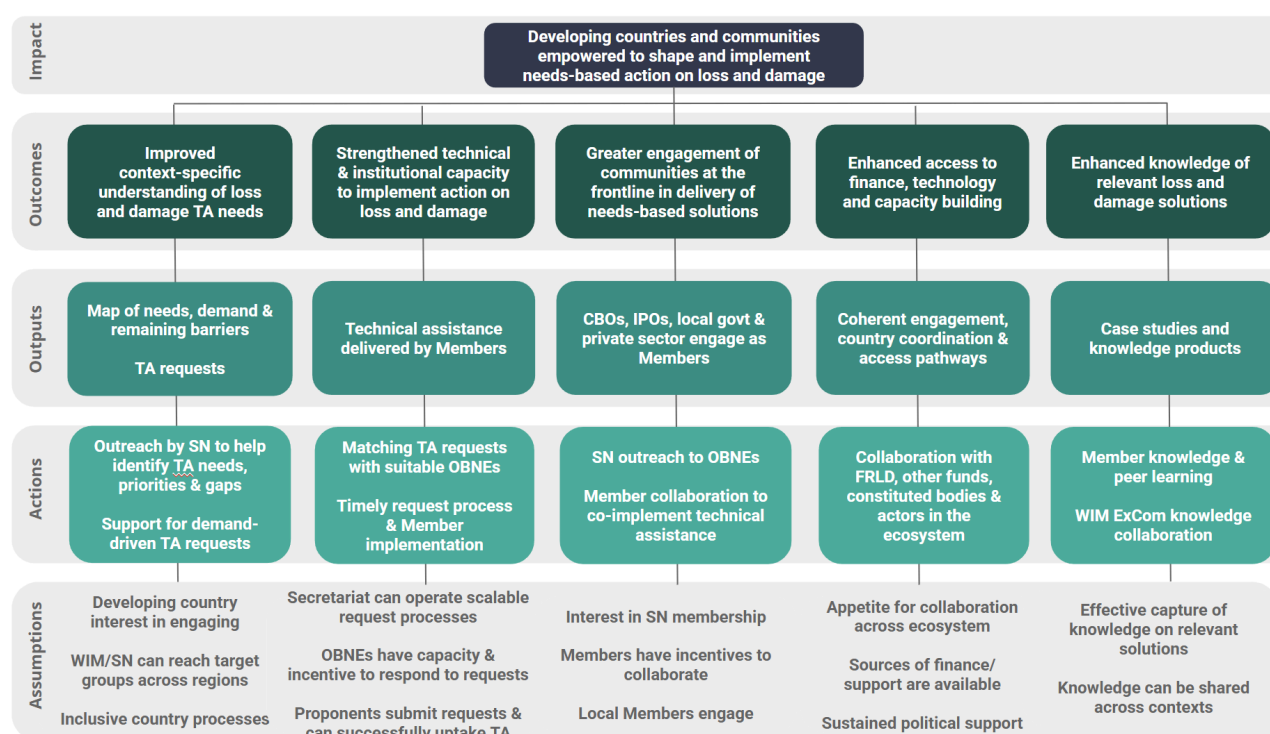 Impact
Developing countries and communities
empowered to shape and implement
needs-based action on loss and damage
Outcomes
Improved
context-specific
understanding of loss
and damage TA needs
Strengthened technical
& institutional capacity
to implement action on
loss and damage
Greater engagement of
communities at the
frontline in delivery of
needs-based solutions
Enhanced access to
finance, technology
and capacity building
Enhanced knowledge of
relevant loss and
damage solutions
Outputs
Map of needs, demand &
remaining barriers
TA requests
Technical assistance
delivered by Members
CBOs, IPOs, local govt &
private sector engage as
Members
Coherent engagement,
country coordination &
access pathways
Case studies and
knowledge products
Actions
Outreach by SN to help
identify TA needs,
priorities & gaps
Support for demand-
driven TA requests
Matching TA requests
with suitable OBNEs
Timely request process
& Member
implementation
SN outreach to OBNEs
Member collaboration to
co-implement technical
assistance
Collaboration with
FRLD, other funds,
constituted bodies &
actors in the
ecosystem
Member knowledge &
peer learning
WIM ExCom knowledge
collaboration
Assumptions
Developing country
interest in engaging
WIM/SN can reach target
groups across regions
Inclusive country processes
Secretariat can operate scalable
request processes
OBNEs have capacity &
incentive to respond to requests
Proponents submit requests &
can successfully uptake TA
Interest in SN membership
Members have incentives to
collaborate
Local Members engage
Appetite for collaboration
across ecosystem
Sources of finance/
support are available
Sustained political support
Effective capture of
knowledge on relevant
solutions
Knowledge can be shared
across contexts